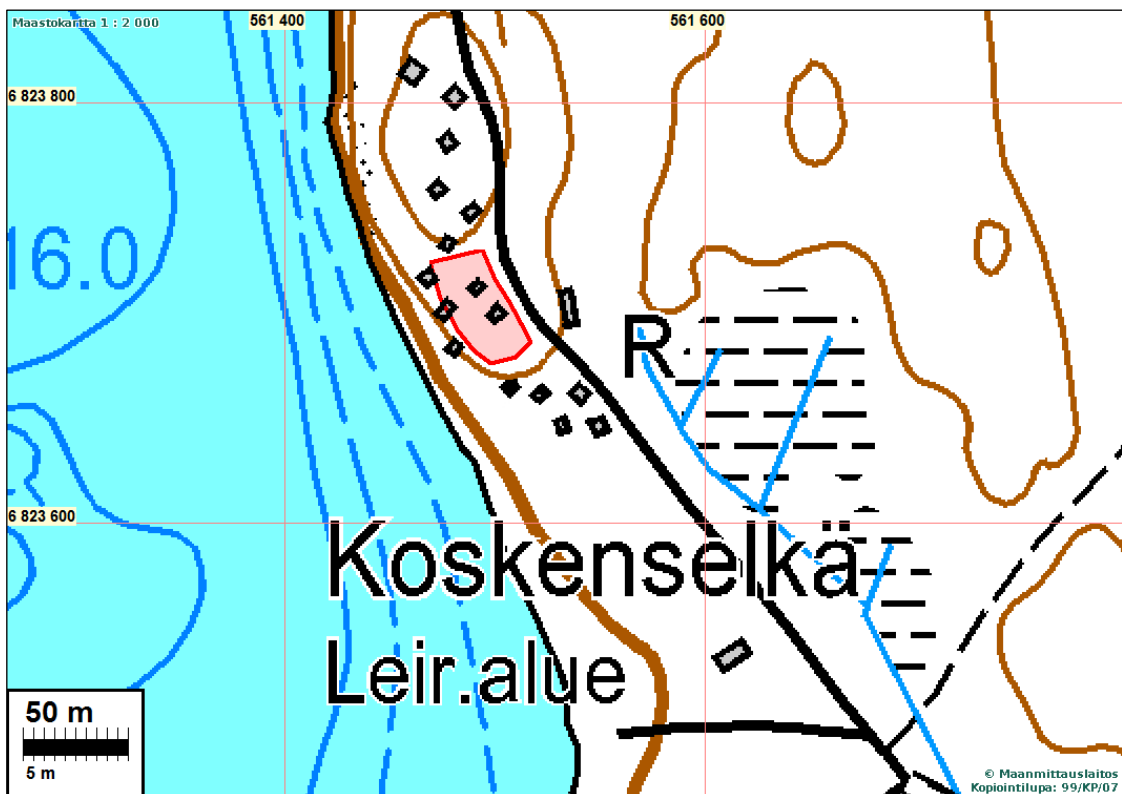 Maastokartta 1 : 2 000
561 400
561 600
6 823 800
16.0
R
6 823 600
Koskenselkä
Leir.alue
50 m
5 m
© Maanmittauslaitos
Kopiointilupa: 99/KP/07